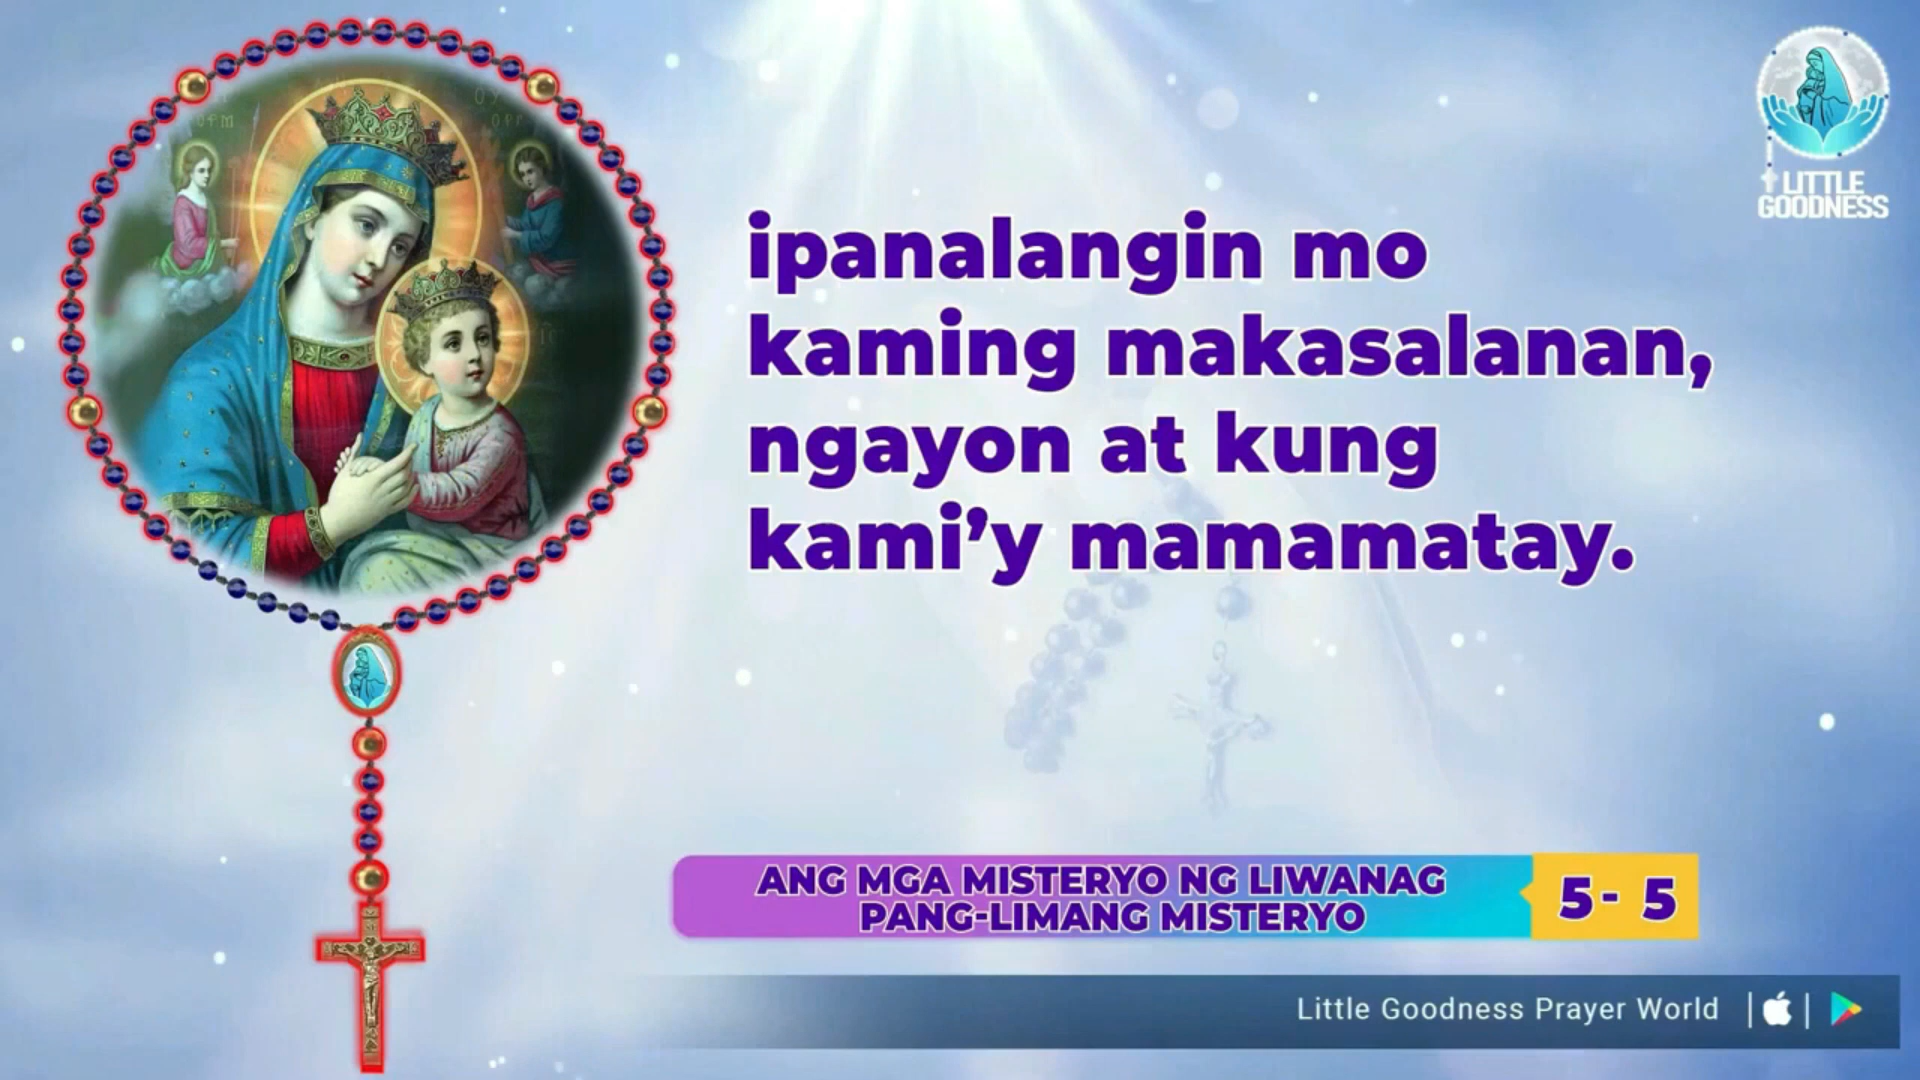 LITTLE
GOODNESS
ipanalangin mo
kaming makasalanan,
ngayon at kung
kami’y mamamatay.
ANG MGA MISTERYO NG LIWANAG
PANG-LIMANG MISTERYO
5- 5
Little Goodness Prayer World